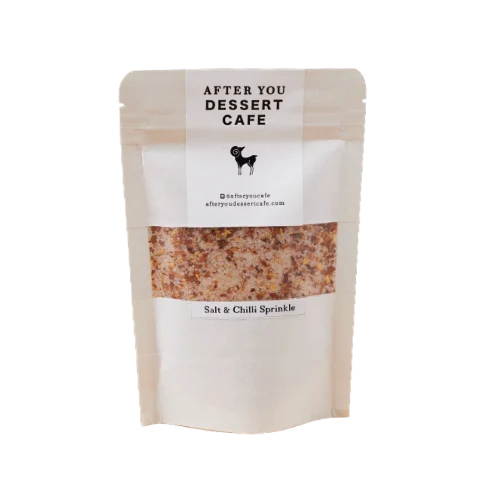 AFTER YOU
DESSERT
CAFE
@afteryoucafe
afteryoudessertcafe.com
Salt & Chilli Sprinkle